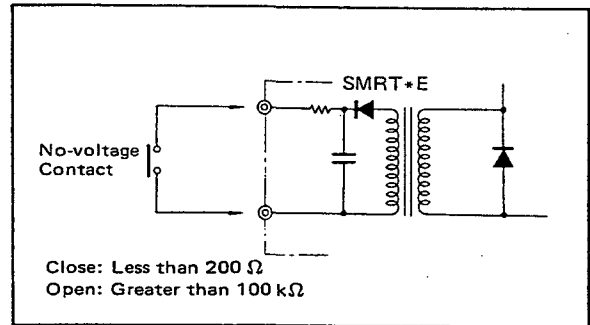 SMRT*E
No-voltage
Contact
Close: Less than 200 Ω
Open: Greater than 100 kΩ